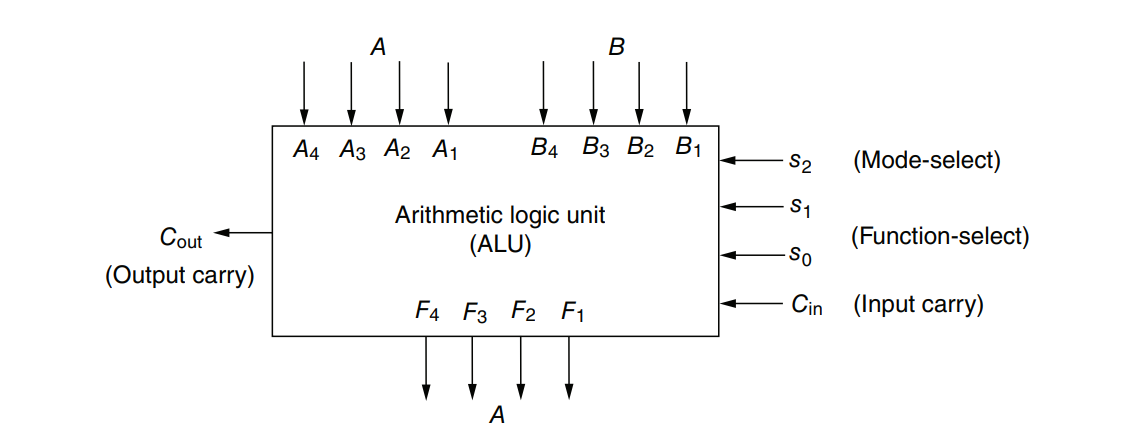 A B
A4 A3 A2 A1 B4 B3 B2 B1
s2 (Mode-select)
s1
Arithmetic logic unit
(ALU)
Cout
(Function-select)
s0
(Output carry)
Cin (Input carry)
F4 F3 F2 F1
A